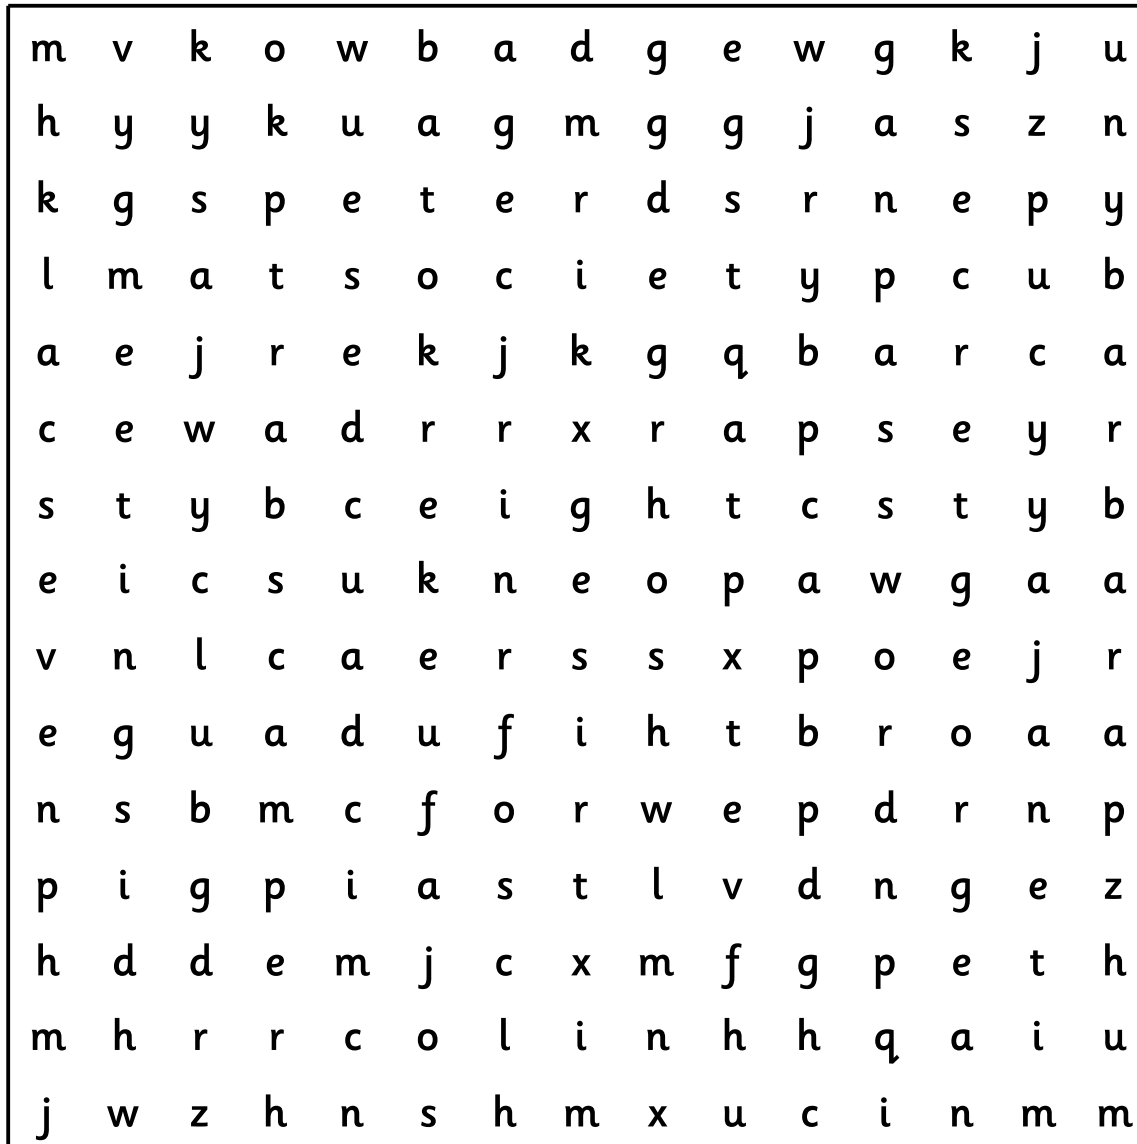 m v k o w b a d g e w g k j u
h y y k u a g m g g j a s z n
k g s p e t e r d s r n e p y
l m a t s o c i e t y p c u b
a e j r e k j k g q b a r c a
c e w a d r r x r a p s e y r
s t y b c e i g h t c s t y b
e i c s u k n e o p a w g a a
v n l c a e r s s x p o e j r
e g u a d u f i h t b r o a a
n s b m c f o r w e p d r n p
p i g p i a s t l v d n g e z
h d d e m j c x m f g p e t h
m h r r c o l i n h h q a i u
j w z h n s h m x u c i n m m